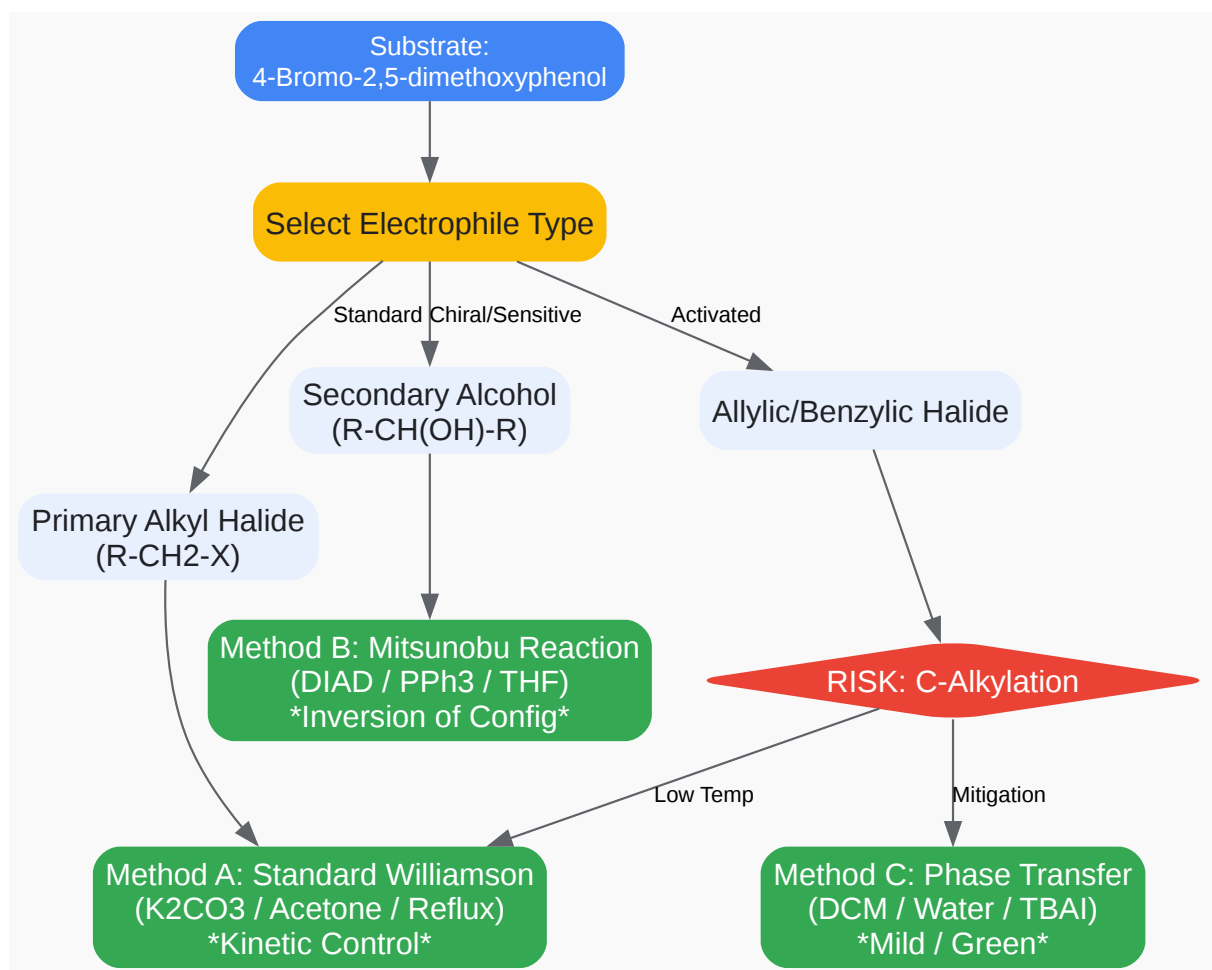 Substrate:
4-Bromo-2,5-dimethoxyphenol
Select Electrophile Type
Standard
Chiral/Sensitive
Activated
Secondary Alcohol
(R-CH(OH)-R)
Allylic/Benzylic Halide
Primary Alkyl Halide
(R-CH2-X)
Method B: Mitsunobu Reaction
(DIAD / PPh3 / THF)
*Inversion of Config*
RISK: C-Alkylation
Low Temp
Mitigation
Method A: Standard Williamson
(K2CO3 / Acetone / Reflux)
*Kinetic Control*
Method C: Phase Transfer
(DCM / Water / TBAI)
*Mild / Green*